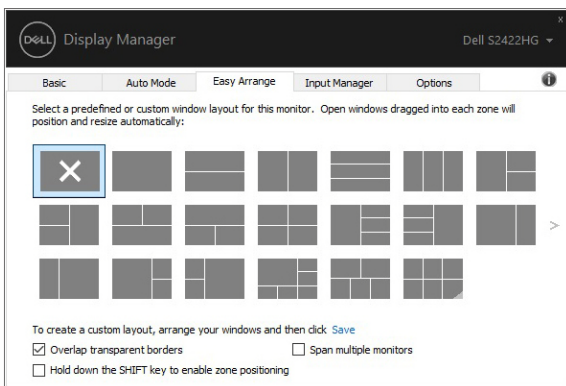 DELL Display Manager
Dell S2422HG
x
Basic Auto Mode Easy Arrange Input Manager Options
Select a predefined or custom window layout for this monitor. Open windows dragged into each zone will
position and resize automatically:
To create a custom layout, arrange your windows and then click Save
Overlap transparent borders Span multiple monitors
Hold down the SHIFT key to enable zone positioning